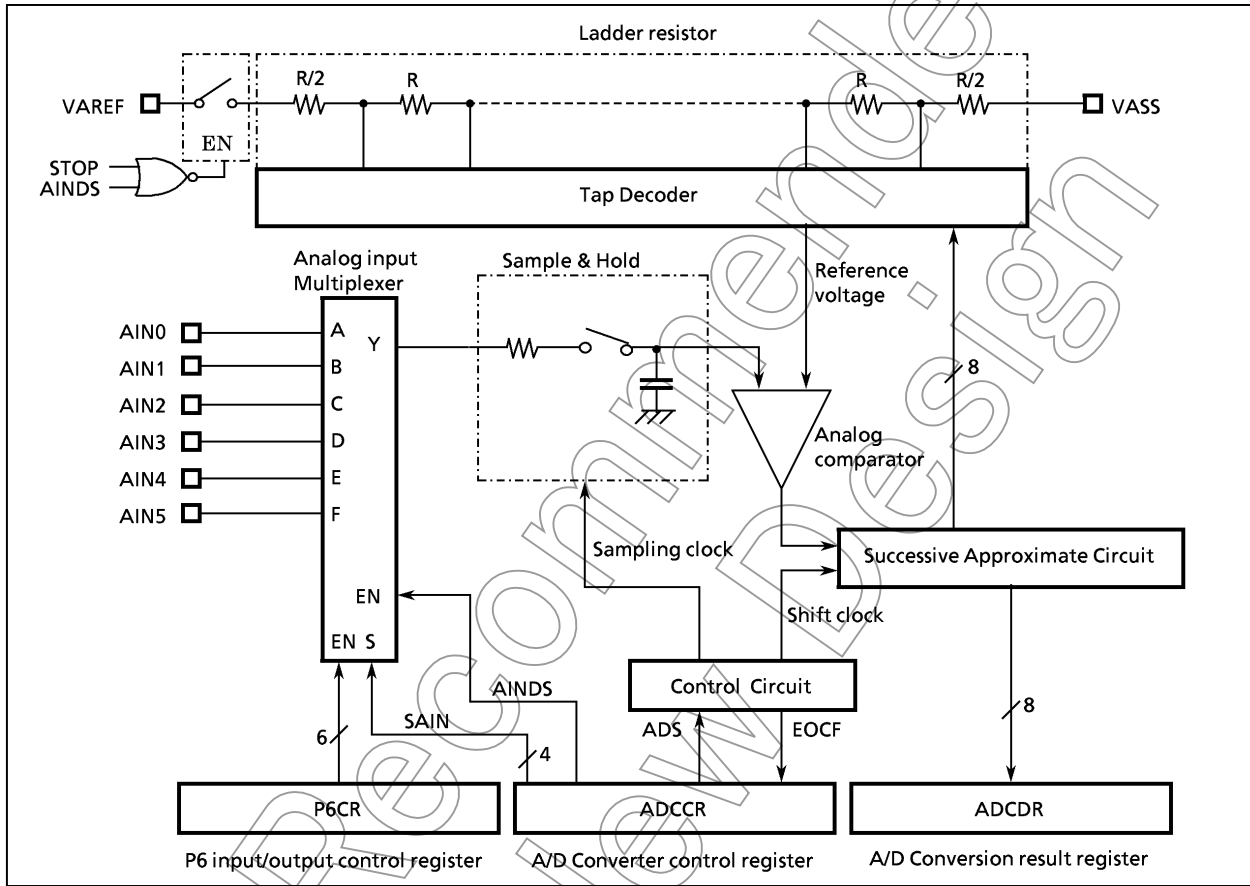 Ladder resistor
R/2
R
R
R/2
VAREF
VASS
EN
STOP
AINDS
Tap Decoder
Analog input
Multiplexer
Sample & Hold
Reference
voltage
AIN0
A
Y
AIN1
B
8
AIN2
C
AIN3
D
Analog
comparator
AIN4
E
AIN5
F
Sampling clock
Successive Approximate Circuit
EN
Shift clock
EN S
Control Circuit
AINDS
SAIN
ADS
EOCF
8
6
4
P6CR
ADCCR
ADCDR
P6 input/output control register
A/D Converter control register
A/D Conversion result register
Recommende
ew Design